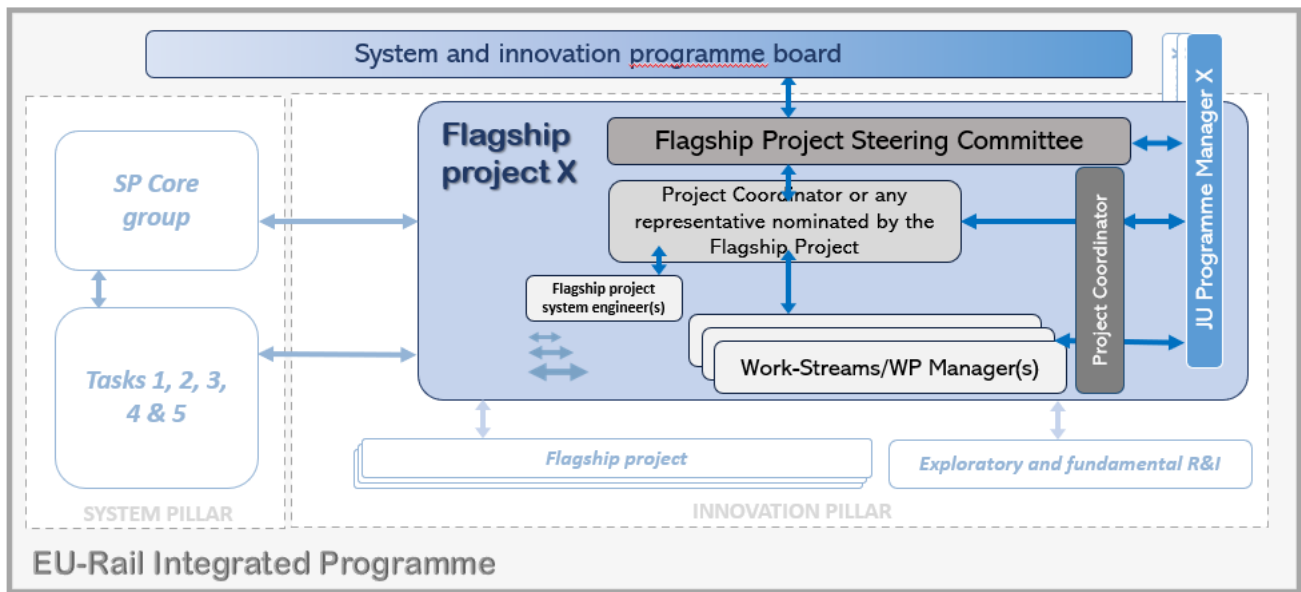 System and innovation programme board
JU Programme Manager X
Flagship
project X
Flagship Project Steering Committee
SP Core
group
Project Coordinator or any
representative nominated by the
Flagship Project
Project Coordinator
Flagship project
system engineer(s)
Tasks 1, 2, 3,
4 & 5
Work-Streams/WP Manager(s)
Flagship project
Exploratory and fundamental R&I
SYSTEM PILLAR
INNOVATION PILLAR
EU-Rail Integrated Programme